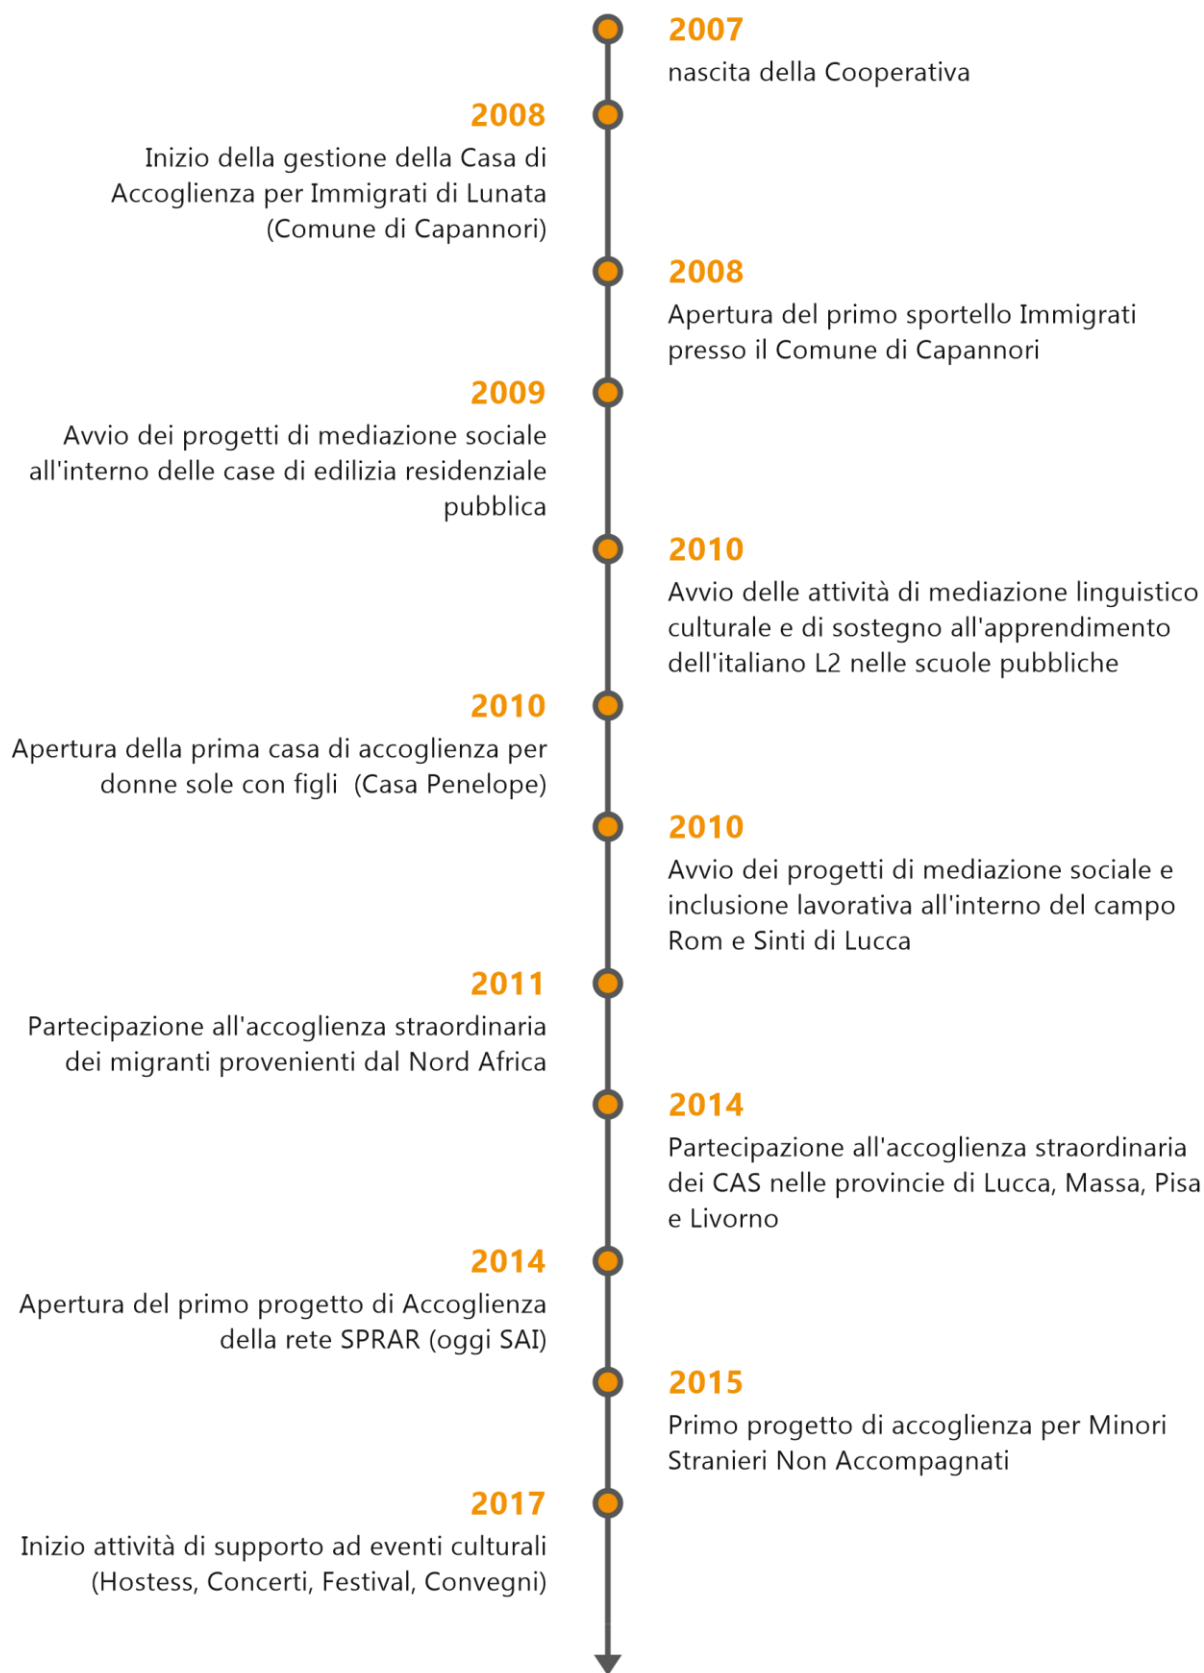 2007
nascita della Cooperativa
2008
Inizio della gestione della Casa di
Accoglienza per Immigrati di Lunata
(Comune di Capannori)
2008
Apertura del primo sportello Immigrati
presso il Comune di Capannori
2009
Avvio dei progetti di mediazione sociale
all'interno delle case di edilizia residenziale
pubblica
2010
Avvio delle attività di mediazione linguistico
culturale e di sostegno all'apprendimento
dell'italiano L2 nelle scuole pubbliche
2010
Apertura della prima casa di accoglienza per
donne sole con figli  (Casa Penelope)
2010
Avvio dei progetti di mediazione sociale e
inclusione lavorativa all'interno del campo
Rom e Sinti di Lucca
2011
Partecipazione all'accoglienza straordinaria
dei migranti provenienti dal Nord Africa
2014
Partecipazione all'accoglienza straordinaria
dei CAS nelle provincie di Lucca, Massa, Pisa
e Livorno
2014
Apertura del primo progetto di Accoglienza
della rete SPRAR (oggi SAI)
2015
Primo progetto di accoglienza per Minori
Stranieri Non Accompagnati
2017
Inizio attività di supporto ad eventi culturali
(Hostess, Concerti, Festival, Convegni)